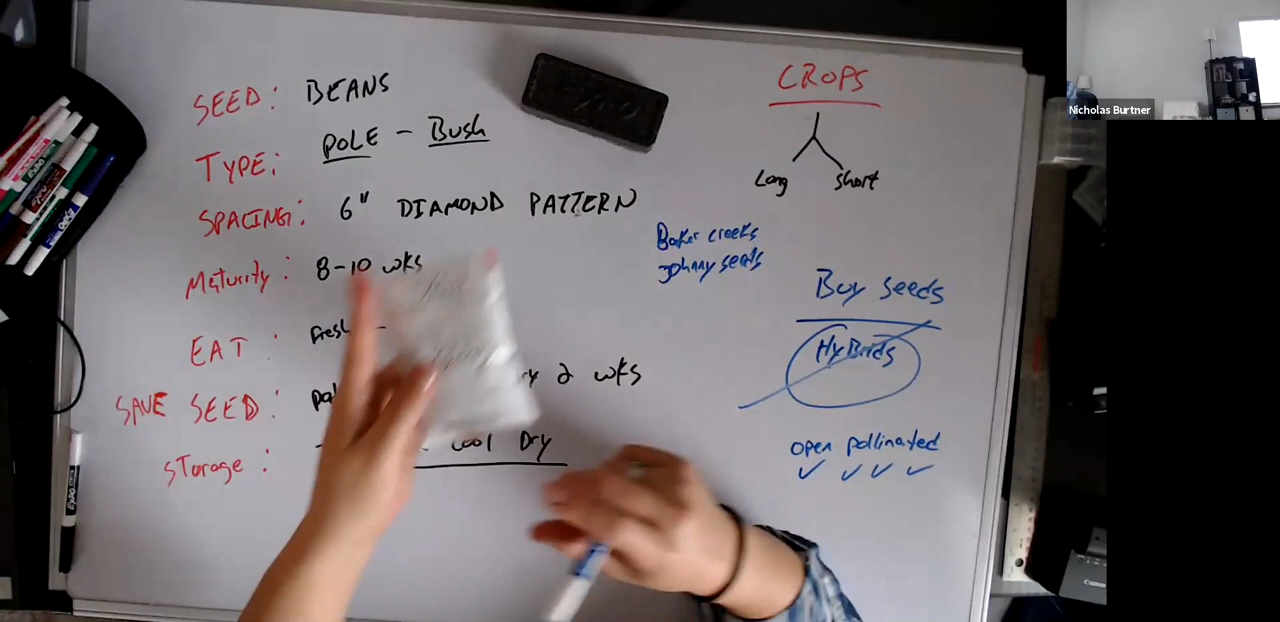 SEED: BEANS
TYPE: POLE - Bush
SPACING: 6" DIAMOND PATTERN
Maturity: 8-10 wks
EAT: fresh -
SAVE SEED: 2 wks
Storage: cool Dry
CROPS
Long short
Baker creeks
Johnny seeds
Buy seeds
HyBrids
open pollinated
Nicholas Burtner
EXPO